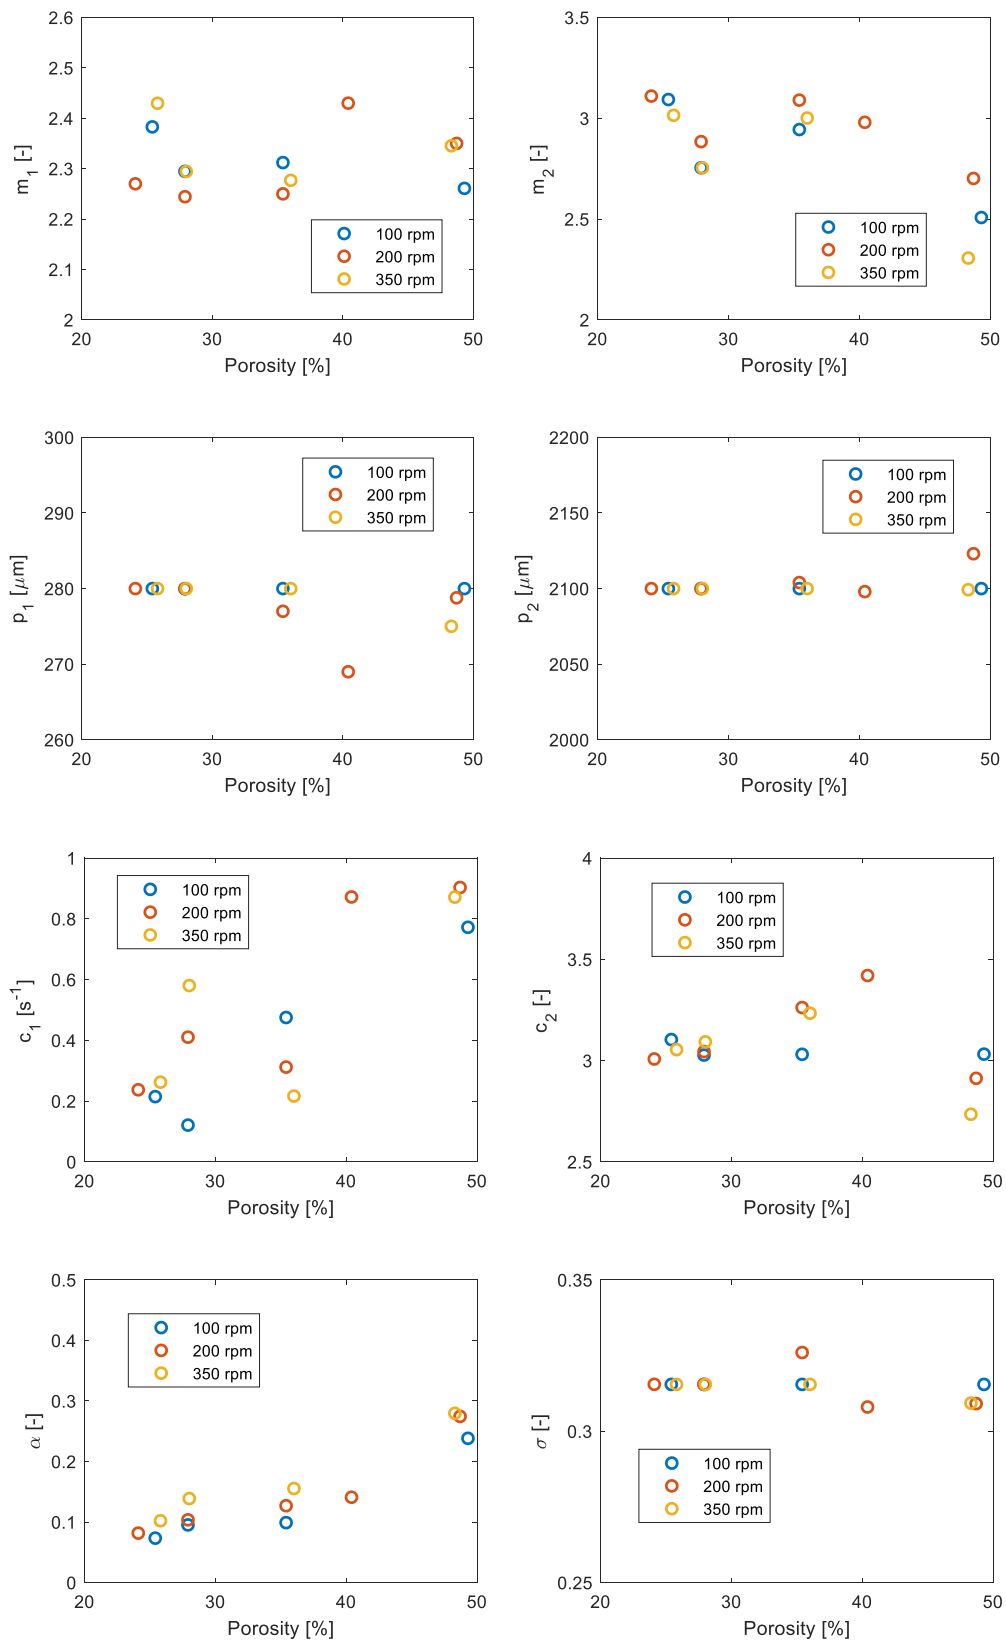 2.6
2.5
2.4
2.3
2.2
2.1
2
m1 [-]
20 30 40 50
Porosity [%]
100 rpm
200 rpm
350 rpm
3.5
3
2.5
2
m2 [-]
20 30 40 50
Porosity [%]
100 rpm
200 rpm
350 rpm
300
290
280
270
260
p1 [μm]
20 30 40 50
Porosity [%]
100 rpm
200 rpm
350 rpm
2200
2150
2100
2050
2000
p2 [μm]
20 30 40 50
Porosity [%]
100 rpm
200 rpm
350 rpm
1
0.8
0.6
0.4
0.2
0
c1 [s-1]
20 30 40 50
Porosity [%]
100 rpm
200 rpm
350 rpm
4
3.5
3
2.5
c2 [-]
20 30 40 50
Porosity [%]
100 rpm
200 rpm
350 rpm
0.5
0.4
0.3
0.2
0.1
0
α [-]
20 30 40 50
Porosity [%]
100 rpm
200 rpm
350 rpm
0.35
0.3
0.25
σ [-]
20 30 40 50
Porosity [%]
100 rpm
200 rpm
350 rpm